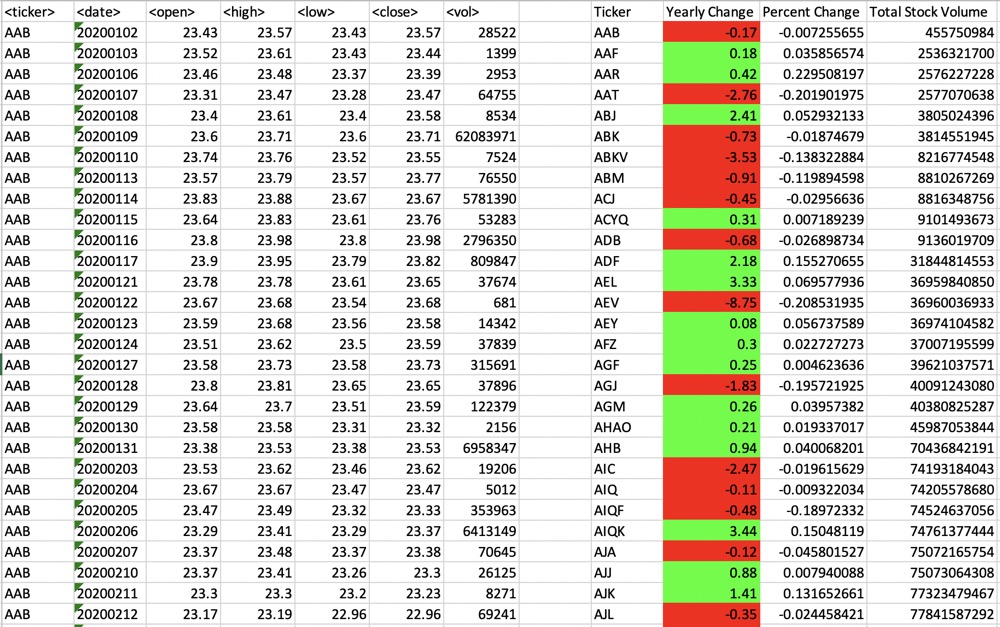 <ticker> <date> <open> <high> <low> <close> <vol> Ticker Yearly Change Percent Change Total Stock Volume
AAB 20200102 23.43 23.57 23.43 23.57 28522 AAB -0.17 -0.007255655 455750984
AAB 20200103 23.52 23.61 23.43 23.44 1399 AAF 0.18 0.035856574 2536321700
AAB 20200106 23.46 23.48 23.37 23.39 2953 AAR 0.42 0.229508197 2576227228
AAB 20200107 23.31 23.47 23.28 23.47 64755 AAT -2.76 -0.201901975 2577070638
AAB 20200108 23.4 23.61 23.4 23.58 8534 ABJ 2.41 0.052932133 3805024396
AAB 20200109 23.6 23.71 23.6 23.71 62083971 ABK -0.73 -0.01874679 3814551945
AAB 20200110 23.74 23.76 23.52 23.55 7524 ABKV -3.53 -0.138322884 8216774548
AAB 20200113 23.57 23.79 23.57 23.77 76550 ABM -0.91 -0.119894598 8810267269
AAB 20200114 23.83 23.88 23.67 23.67 5781390 ACJ -0.45 -0.02956636 8816348756
AAB 20200115 23.64 23.83 23.61 23.76 53283 ACYQ 0.31 0.007189239 9101493673
AAB 20200116 23.8 23.98 23.8 23.98 2796350 ADB -0.68 -0.026898734 9136019709
AAB 20200117 23.9 23.95 23.79 23.82 809847 ADF 2.18 0.155270655 31844814553
AAB 20200121 23.78 23.78 23.61 23.65 37674 AEL 3.33 0.069577936 36959840850
AAB 20200122 23.67 23.68 23.54 23.68 681 AEV -8.75 -0.208531935 36960036933
AAB 20200123 23.59 23.68 23.56 23.58 14342 AEY 0.08 0.056737589 36974104582
AAB 20200124 23.51 23.62 23.5 23.59 37839 AFZ 0.3 0.022727273 37007195599
AAB 20200127 23.58 23.73 23.58 23.73 315691 AGF 0.25 0.004623636 39621037571
AAB 20200128 23.8 23.81 23.65 23.65 37896 AGJ -1.83 -0.195721925 40091243080
AAB 20200129 23.64 23.7 23.51 23.59 122379 AGM 0.26 0.03957382 40380825287
AAB 20200130 23.58 23.58 23.31 23.32 2156 AHAO 0.21 0.019337017 45987053844
AAB 20200131 23.38 23.53 23.38 23.53 6958347 AHB 0.94 0.040068201 70436842191
AAB 20200203 23.53 23.62 23.46 23.62 19206 AIC -2.47 -0.019615629 74193184043
AAB 20200204 23.67 23.67 23.47 23.47 5012 AIQ -0.11 -0.009322034 74205578680
AAB 20200205 23.47 23.49 23.32 23.33 353963 AIQF -0.48 -0.18972332 74524637056
AAB 20200206 23.29 23.41 23.29 23.37 6413149 AIQK 3.44 0.15048119 74761377444
AAB 20200207 23.37 23.48 23.37 23.38 70645 AJA -0.12 -0.045801527 75072165754
AAB 20200210 23.37 23.41 23.26 23.3 26125 AJJ 0.88 0.007940088 75073064308
AAB 20200211 23.3 23.3 23.2 23.23 8271 AJK 1.41 0.131652661 77323479467
AAB 20200212 23.17 23.19 22.96 22.96 69241 AJL -0.35 -0.024458421 77841587292